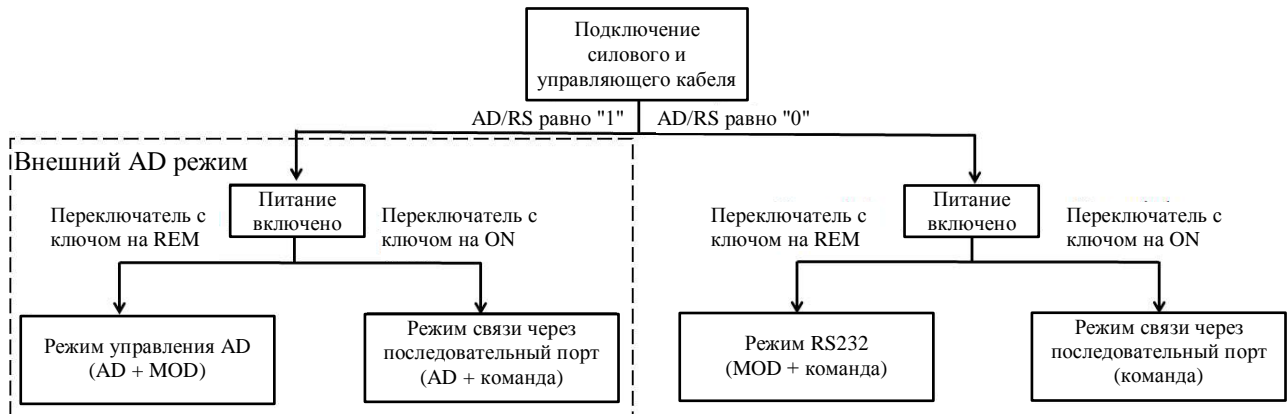 Подключение
силового и
управляющего кабеля
AD/RS равно "1"
AD/RS равно "0"
Внешний AD режим
Питание
включено
Переключатель с
ключом на REM
Переключатель с
ключом на ON
Режим управления AD
(AD + MOD)
Режим связи через
последовательный порт
(AD + команда)
Питание
включено
Переключатель с
ключом на REM
Переключатель с
ключом на ON
Режим RS232
(MOD + команда)
Режим связи через
последовательный порт
(команда)